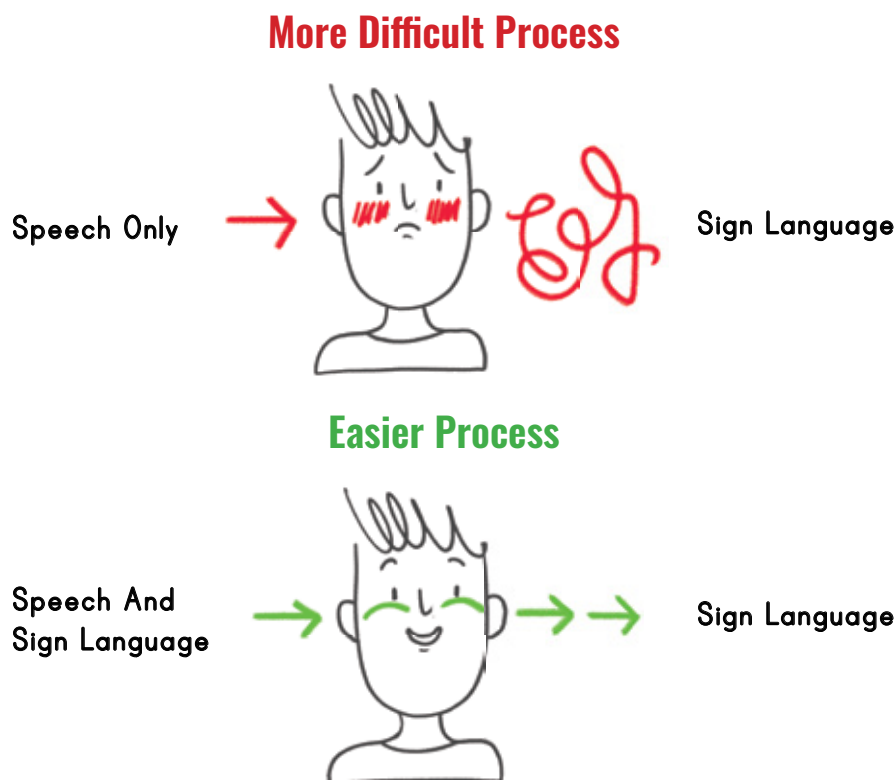 More Difficult Process
Speech Only
Sign Language
Easier Process
Speech And
Sign Language
Sign Language